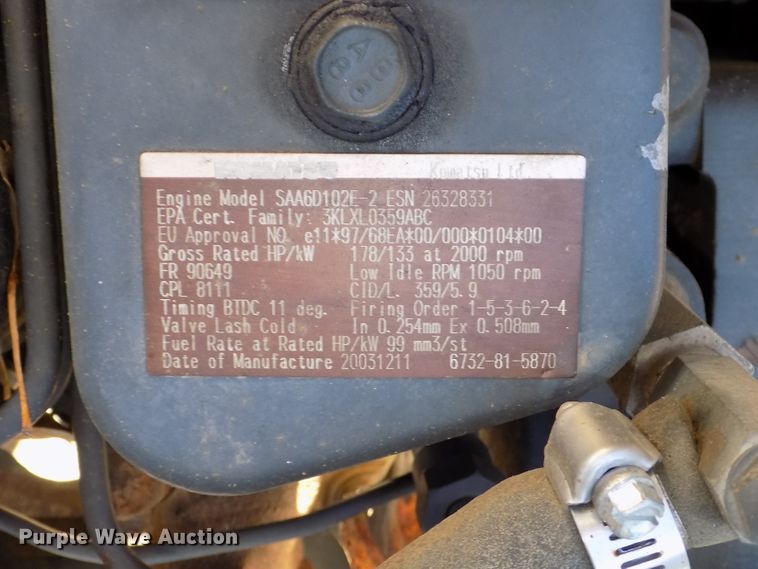 Komatsu Ltd.
Engine Model SAA6D102E-2 ESN 26328331
EPA Cert. Family: 3KLXL0359ABC
EU Approval NO. e11*97/68EA*00/000*0104*00
Gross Rated HP/kW 178/133 at 2000 rpm
FR 90649 Low Idle RPM 1050 rpm
CPL 8111 CID/L. 359/5.9
Timing BTDC 11 deg. Firing Order 1-5-3-6-2-4
Valve Lash Cold In 0.254mm Ex 0.508mm
Fuel Rate at Rated HP/kW 99 mm3/st
Date of Manufacture 20031211 6732-81-5870
Purple Wave Auction